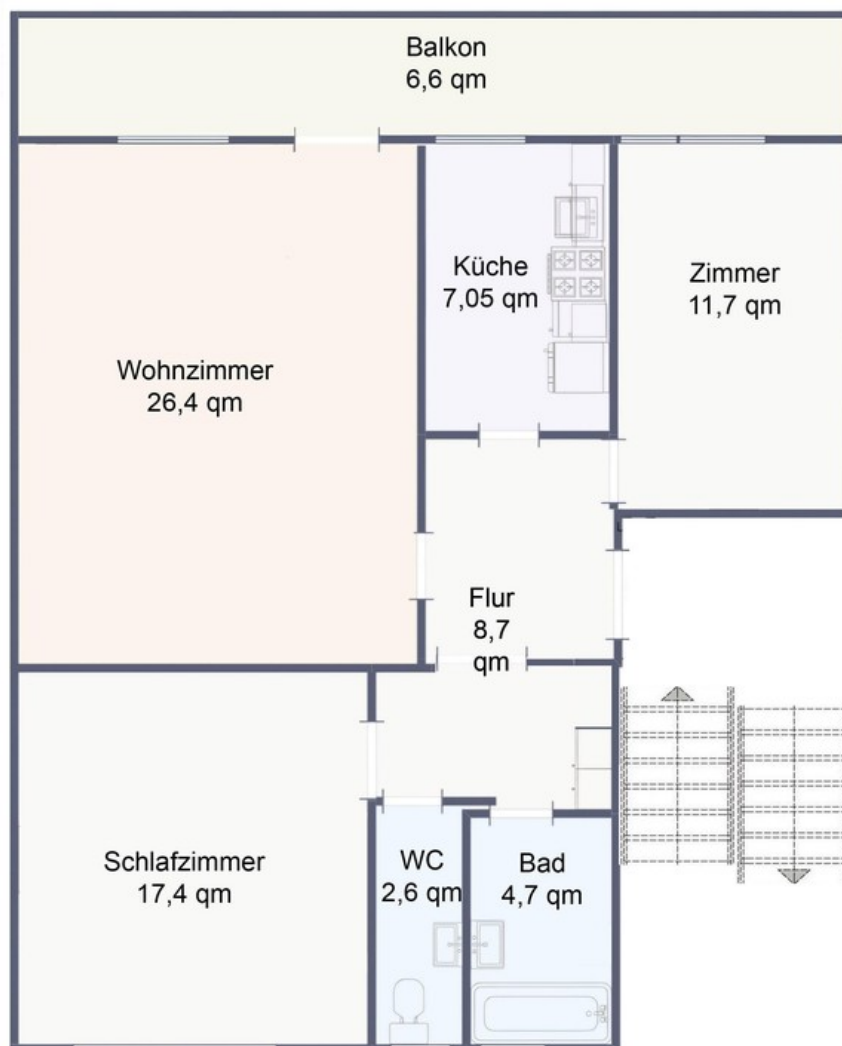 Balkon
6,6 qm
Küche
7,05 qm
Zimmer
11,7 qm
Wohnzimmer
26,4 qm
Flur
8,7
qm
Schlafzimmer
17,4 qm
WC
2,6 qm
Bad
4,7 qm